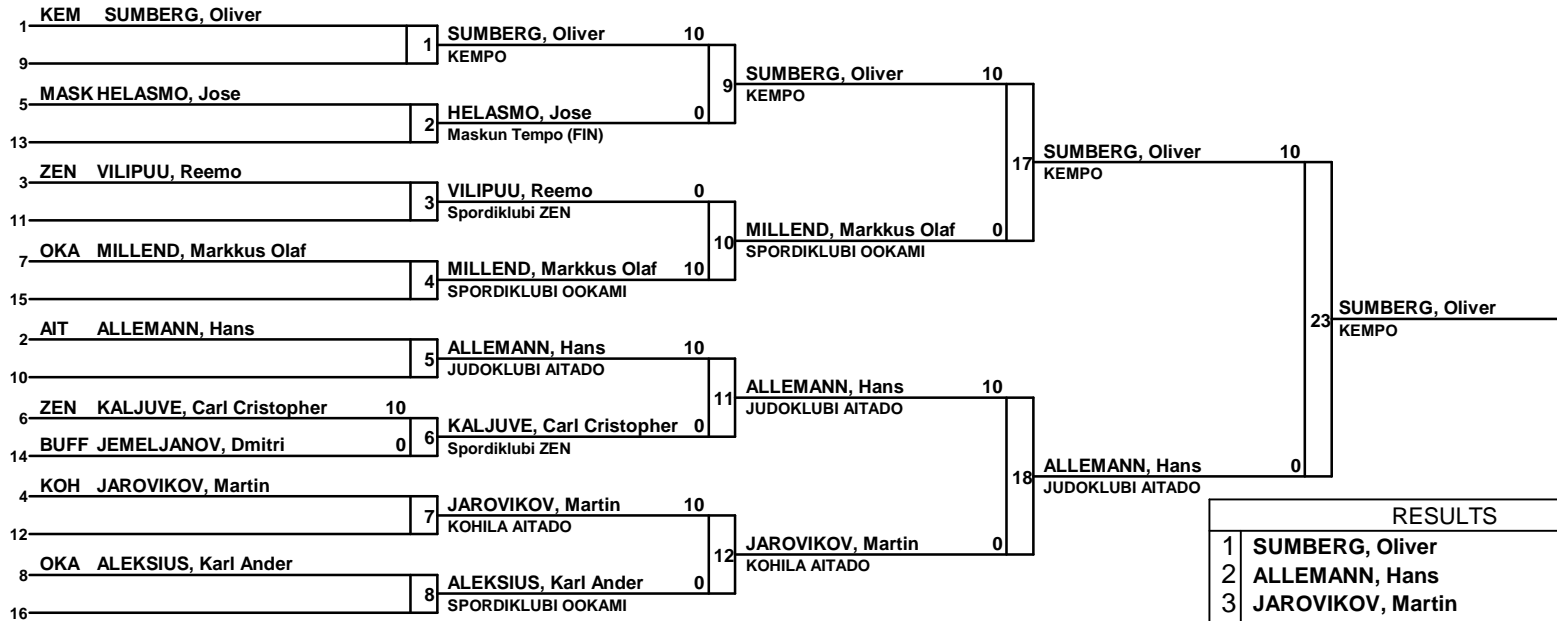 1 KEM SUMBERG, Oliver
9
1 SUMBERG, Oliver 10
KEMPO
5 MASK HELASMO, Jose
13
2 HELASMO, Jose 0
Maskun Tempo (FIN)
9 SUMBERG, Oliver 10
KEMPO
3 ZEN VILIPUU, Reemo
11
3 VILIPUU, Reemo 0
Spordiklubi ZEN
7 OKA MILLEND, Markkus Olaf
15
4 MILLEND, Markkus Olaf 10
SPORDIKLUBI OOKAMI
10 MILLEND, Markkus Olaf 0
SPORDIKLUBI OOKAMI
17 SUMBERG, Oliver 10
KEMPO
2 AIT ALLEMANN, Hans
10
5 ALLEMANN, Hans 10
JUDOKLUBI AITADO
6 ZEN KALJUVE, Carl Cristopher 10
14 BUFF JEMELJANOV, Dmitri 0
6 KALJUVE, Carl Cristopher 0
Spordiklubi ZEN
11 ALLEMANN, Hans 10
JUDOKLUBI AITADO
4 KOH JAROVIKOV, Martin
12
7 JAROVIKOV, Martin 10
KOHILA AITADO
8 OKA ALEKSIUS, Karl Ander
16
8 ALEKSIUS, Karl Ander 0
SPORDIKLUBI OOKAMI
12 JAROVIKOV, Martin 0
KOHILA AITADO
18 ALLEMANN, Hans 0
JUDOKLUBI AITADO
23 SUMBERG, Oliver
KEMPO
RESULTS
1 SUMBERG, Oliver
2 ALLEMANN, Hans
3 JAROVIKOV, Martin